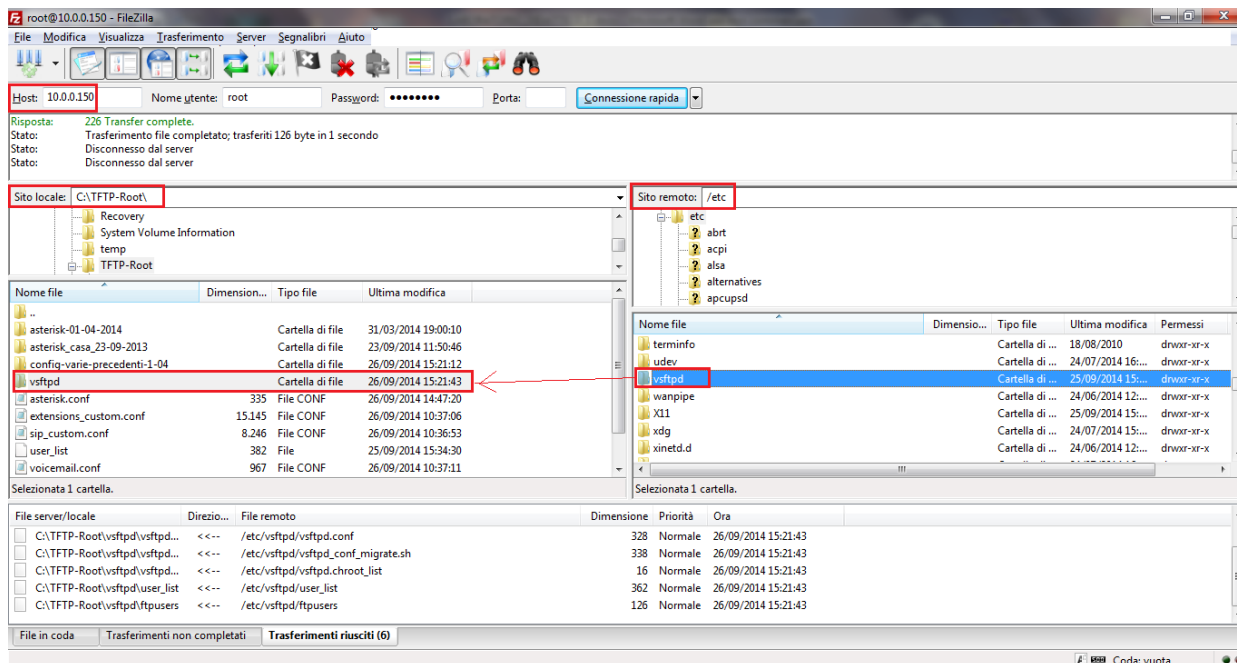 root@10.0.0.150 - FileZilla
File Modifica Visualizza Trasferimento Server Segnalibri Aiuto
Host: 10.0.0.150 Nome utente: root Password: •••••••• Porta: Connessione rapida
Risposta: 226 Transfer complete.
Stato: Trasferimento file completato; trasferiti 126 byte in 1 secondo
Stato: Disconnesso dal server
Stato: Disconnesso dal server
Sito locale: C:\TFTP-Root\
Recovery
System Volume Information
temp
TFTP-Root
Nome file Dimension... Tipo file Ultima modifica
..
asterisk-01-04-2014 Cartella di file 31/03/2014 19:00:10
asterisk_casa_23-09-2013 Cartella di file 23/09/2014 11:50:46
config-varie-precedenti-1-04 Cartella di file 26/09/2014 15:21:12
vsftpd Cartella di file 26/09/2014 15:21:43
asterisk.conf 335 File CONF 26/09/2014 14:47:20
extensions_custom.conf 15.145 File CONF 26/09/2014 10:37:06
sip_custom.conf 8.246 File CONF 26/09/2014 10:36:53
user_list 382 File 25/09/2014 15:34:30
voicemail.conf 967 File CONF 26/09/2014 10:37:11
Selezionata 1 cartella.
Sito remoto: /etc
etc
abrt
acpi
alsa
alternatives
apcupsd
Nome file Dimensio... Tipo file Ultima modifica Permessi
terminfo Cartella di ... 18/08/2010 drwxr-xr-x
udev Cartella di ... 24/07/2014 16:... drwxr-xr-x
vsftpd Cartella di ... 25/09/2014 15:... drwxr-xr-x
wanpipe Cartella di ... 24/06/2014 12:... drwxr-xr-x
X11 Cartella di ... 25/09/2014 15:... drwxr-xr-x
xdg Cartella di ... 24/07/2014 15:... drwxr-xr-x
xinetd.d Cartella di ... 24/06/2014 12:... drwxr-xr-x
Selezionata 1 cartella.
File server/locale Direzio... File remoto Dimensione Priorità Ora
C:\TFTP-Root\vsftpd\vsftpd... <<-- /etc/vsftpd/vsftpd.conf 328 Normale 26/09/2014 15:21:43
C:\TFTP-Root\vsftpd\vsftpd... <<-- /etc/vsftpd/vsftpd_conf_migrate.sh 338 Normale 26/09/2014 15:21:43
C:\TFTP-Root\vsftpd\vsftpd... <<-- /etc/vsftpd/vsftpd.chroot_list 16 Normale 26/09/2014 15:21:43
C:\TFTP-Root\vsftpd\user_list <<-- /etc/vsftpd/user_list 362 Normale 26/09/2014 15:21:43
C:\TFTP-Root\vsftpd\ftpusers <<-- /etc/vsftpd/ftpusers 126 Normale 26/09/2014 15:21:43
File in coda Trasferimenti non completati Trasferimenti riusciti (6)
Coda: vuota